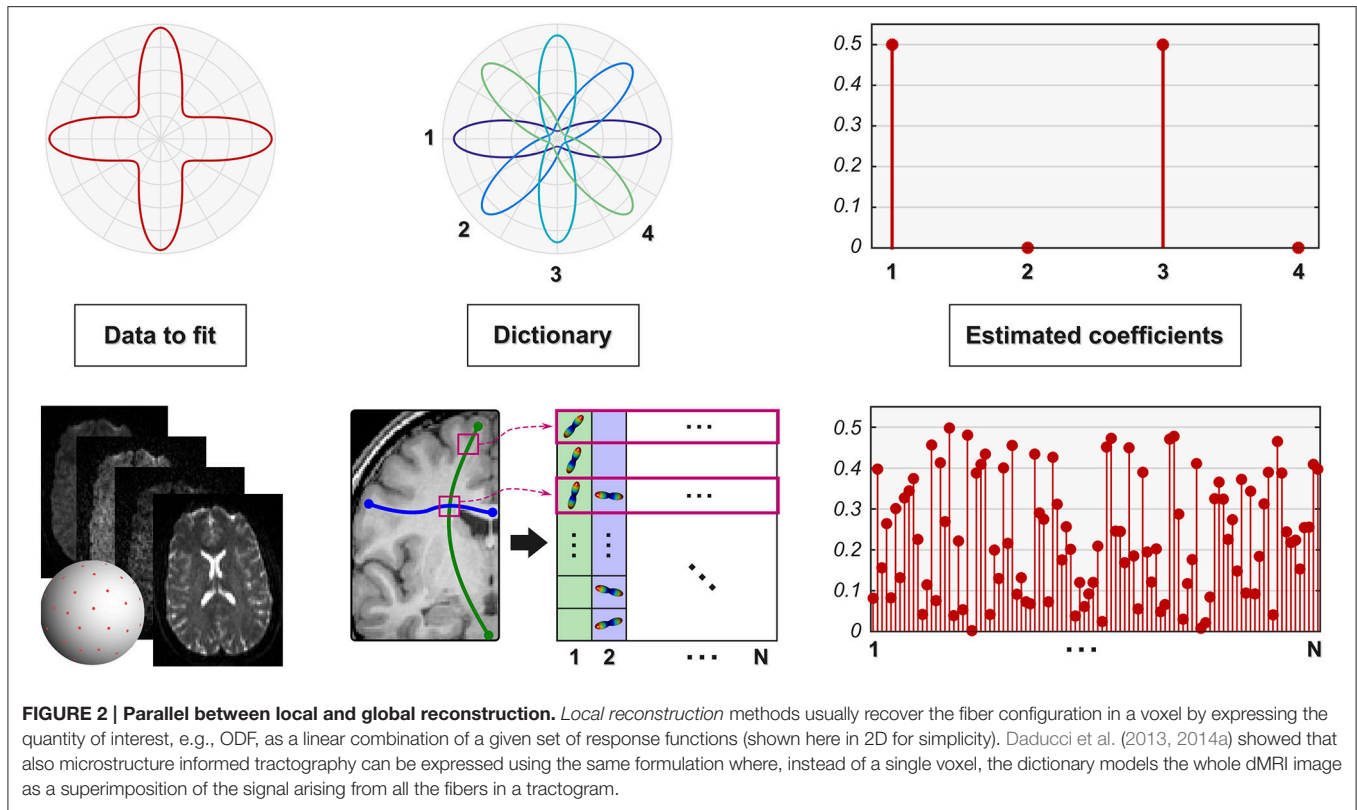 1
2
3
4
0.5
0.4
0.3
0.2
0.1
0
1
2
3
4
Data to fit
Dictionary
Estimated coefficients
1
2
...
N
0.5
0.4
0.3
0.2
0.1
0
1
...
N
FIGURE 2 | Parallel between local and global reconstruction. Local reconstruction methods usually recover the fiber configuration in a voxel by expressing the
quantity of interest, e.g., ODF, as a linear combination of a given set of response functions (shown here in 2D for simplicity). Daducci et al. (2013, 2014a) showed that
also microstructure informed tractography can be expressed using the same formulation where, instead of a single voxel, the dictionary models the whole dMRI image
as a superimposition of the signal arising from all the fibers in a tractogram.